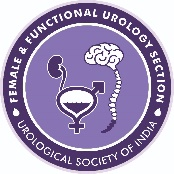 FEMALE & FUNCTIONAL UROLOGY SECTION
UROLOGICAL SOCIETY OF INDIA